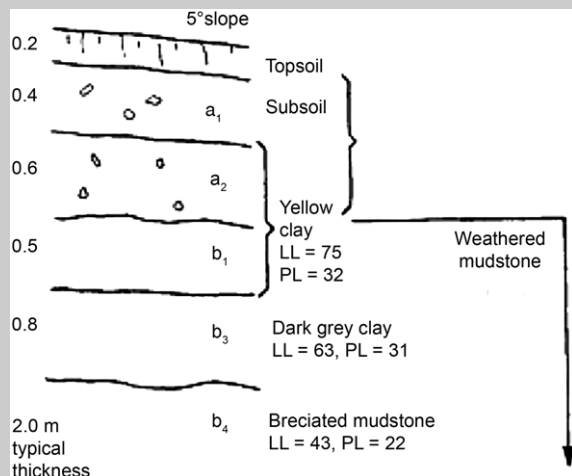 5°slope
0.2
Topsoil
0.4
a1
Subsoil
0.6
a2
Yellow
clay
LL = 75
PL = 32
Weathered
mudstone
0.5
b1
0.8
b3
Dark grey clay
LL = 63, PL = 31
2.0 m
typical
thickness
b4
Breciated mudstone
LL = 43, PL = 22